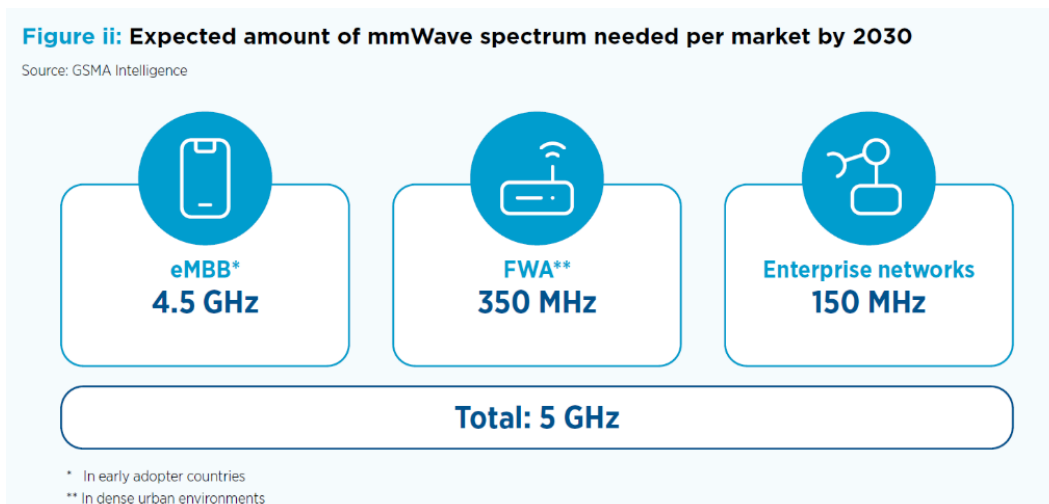 Figure ii: Expected amount of mmWave spectrum needed per market by 2030
Source: GSMA Intelligence
eMBB*
4.5 GHz
FWA**
350 MHz
Enterprise networks
150 MHz
Total: 5 GHz
* In early adopter countries
** In dense urban environments